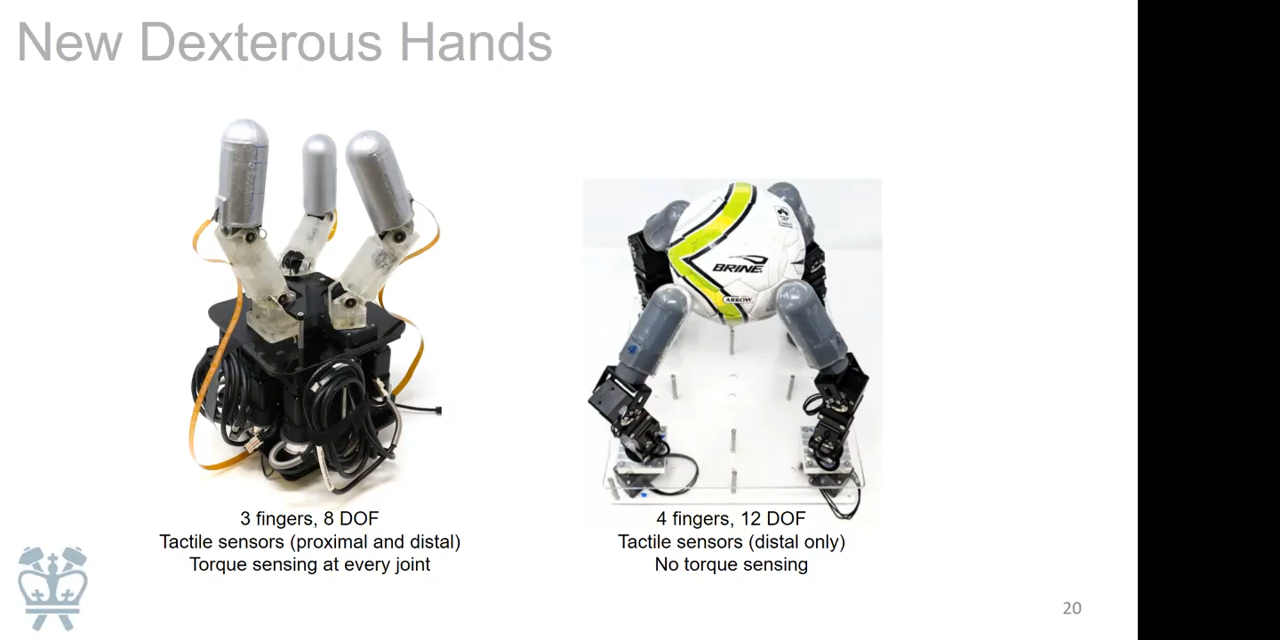 New Dexterous Hands
BRINE
ARROW
3 fingers, 8 DOF
Tactile sensors (proximal and distal)
Torque sensing at every joint
4 fingers, 12 DOF
Tactile sensors (distal only)
No torque sensing
20